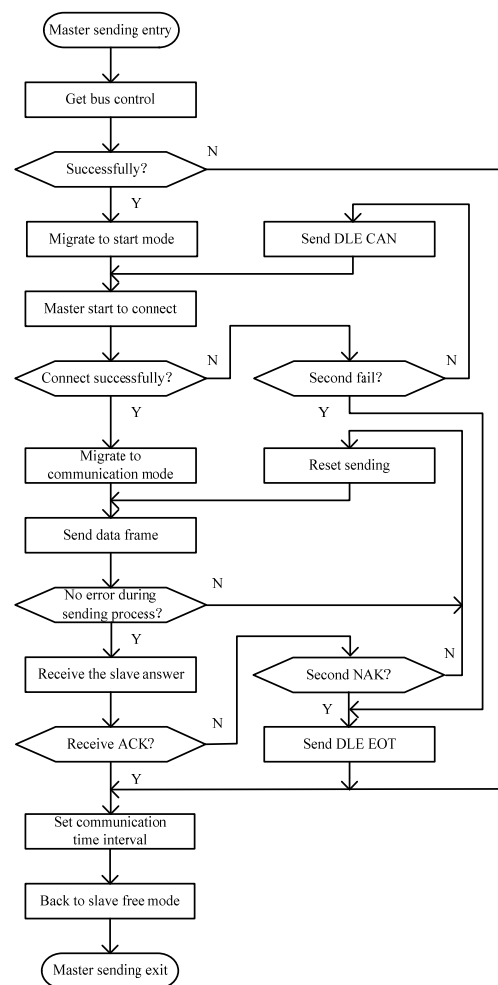 Master sending entry
Get bus control
Successfully?
N
Y
Migrate to start mode
Send DLE CAN
Master start to connect
Connect successfully?
N
Second fail?
N
Y
Y
Migrate to
communication mode
Reset sending
Send data frame
No error during
sending process?
N
Y
Receive the slave answer
Second NAK?
N
N
Y
Receive ACK?
Send DLE EOT
Y
Set communication
time interval
Back to slave free mode
Master sending exit